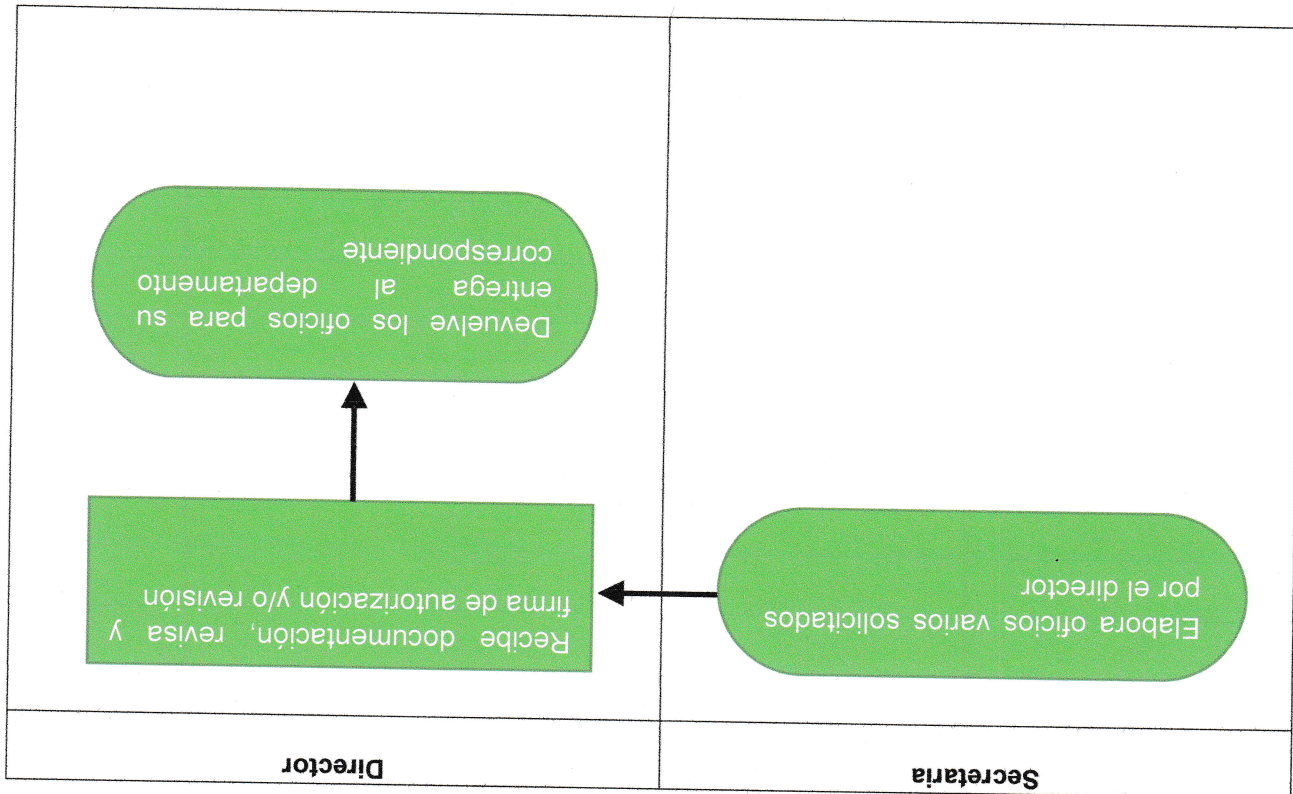 Secretaria
Director
Elabora oficios varios solicitados
por el director
Recibe documentación, revisa y
firma de autorización y/o revisión
Devuelve los oficios para su
entrega al departamento
correspondiente